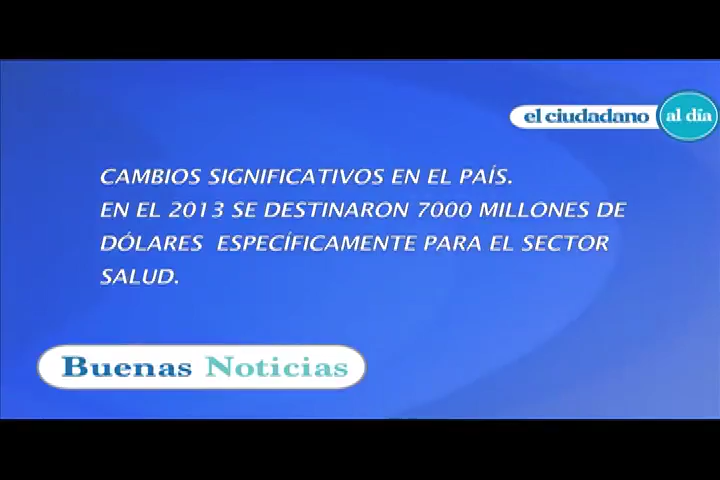 el ciudadano al día
CAMBIOS SIGNIFICATIVOS EN EL PAÍS.
EN EL 2013 SE DESTINARON 7000 MILLONES DE
DÓLARES ESPECÍFICAMENTE PARA EL SECTOR
SALUD.
Buenas Noticias